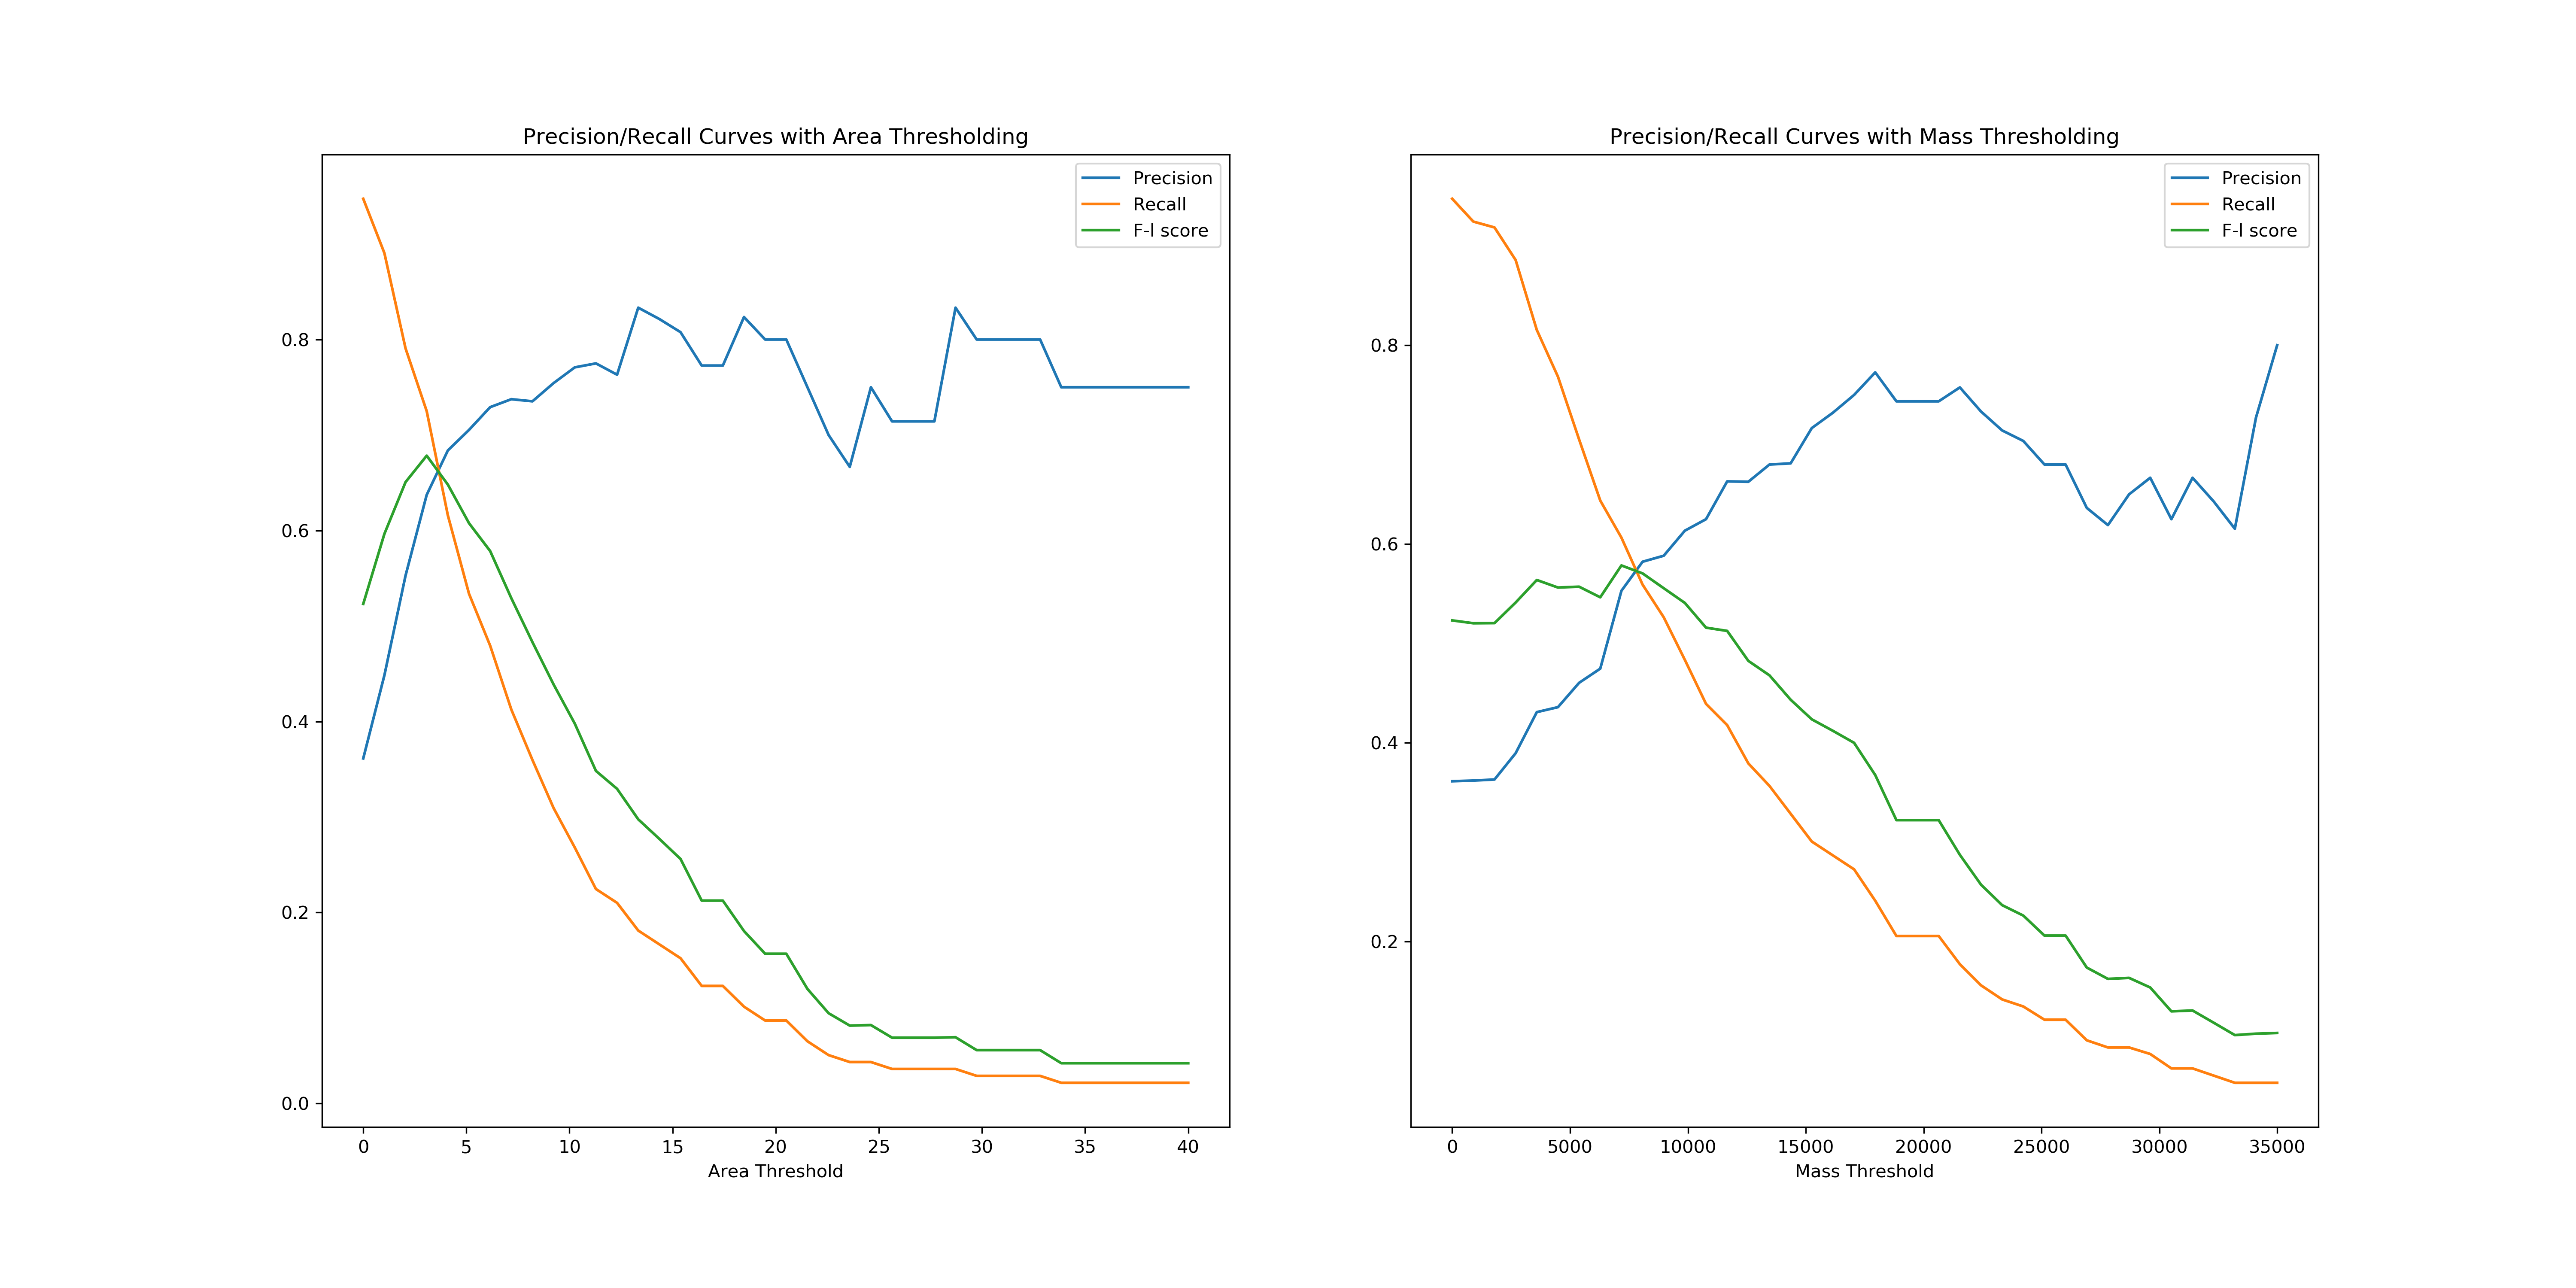 Precision/Recall Curves with Area Thresholding
Precision
Recall
F-I score
0.8
0.6
0.4
0.2
0.0
0 5 10 15 20 25 30 35 40
Area Threshold
Precision/Recall Curves with Mass Thresholding
Precision
Recall
F-I score
0.8
0.6
0.4
0.2
0 5000 10000 15000 20000 25000 30000 35000
Mass Threshold